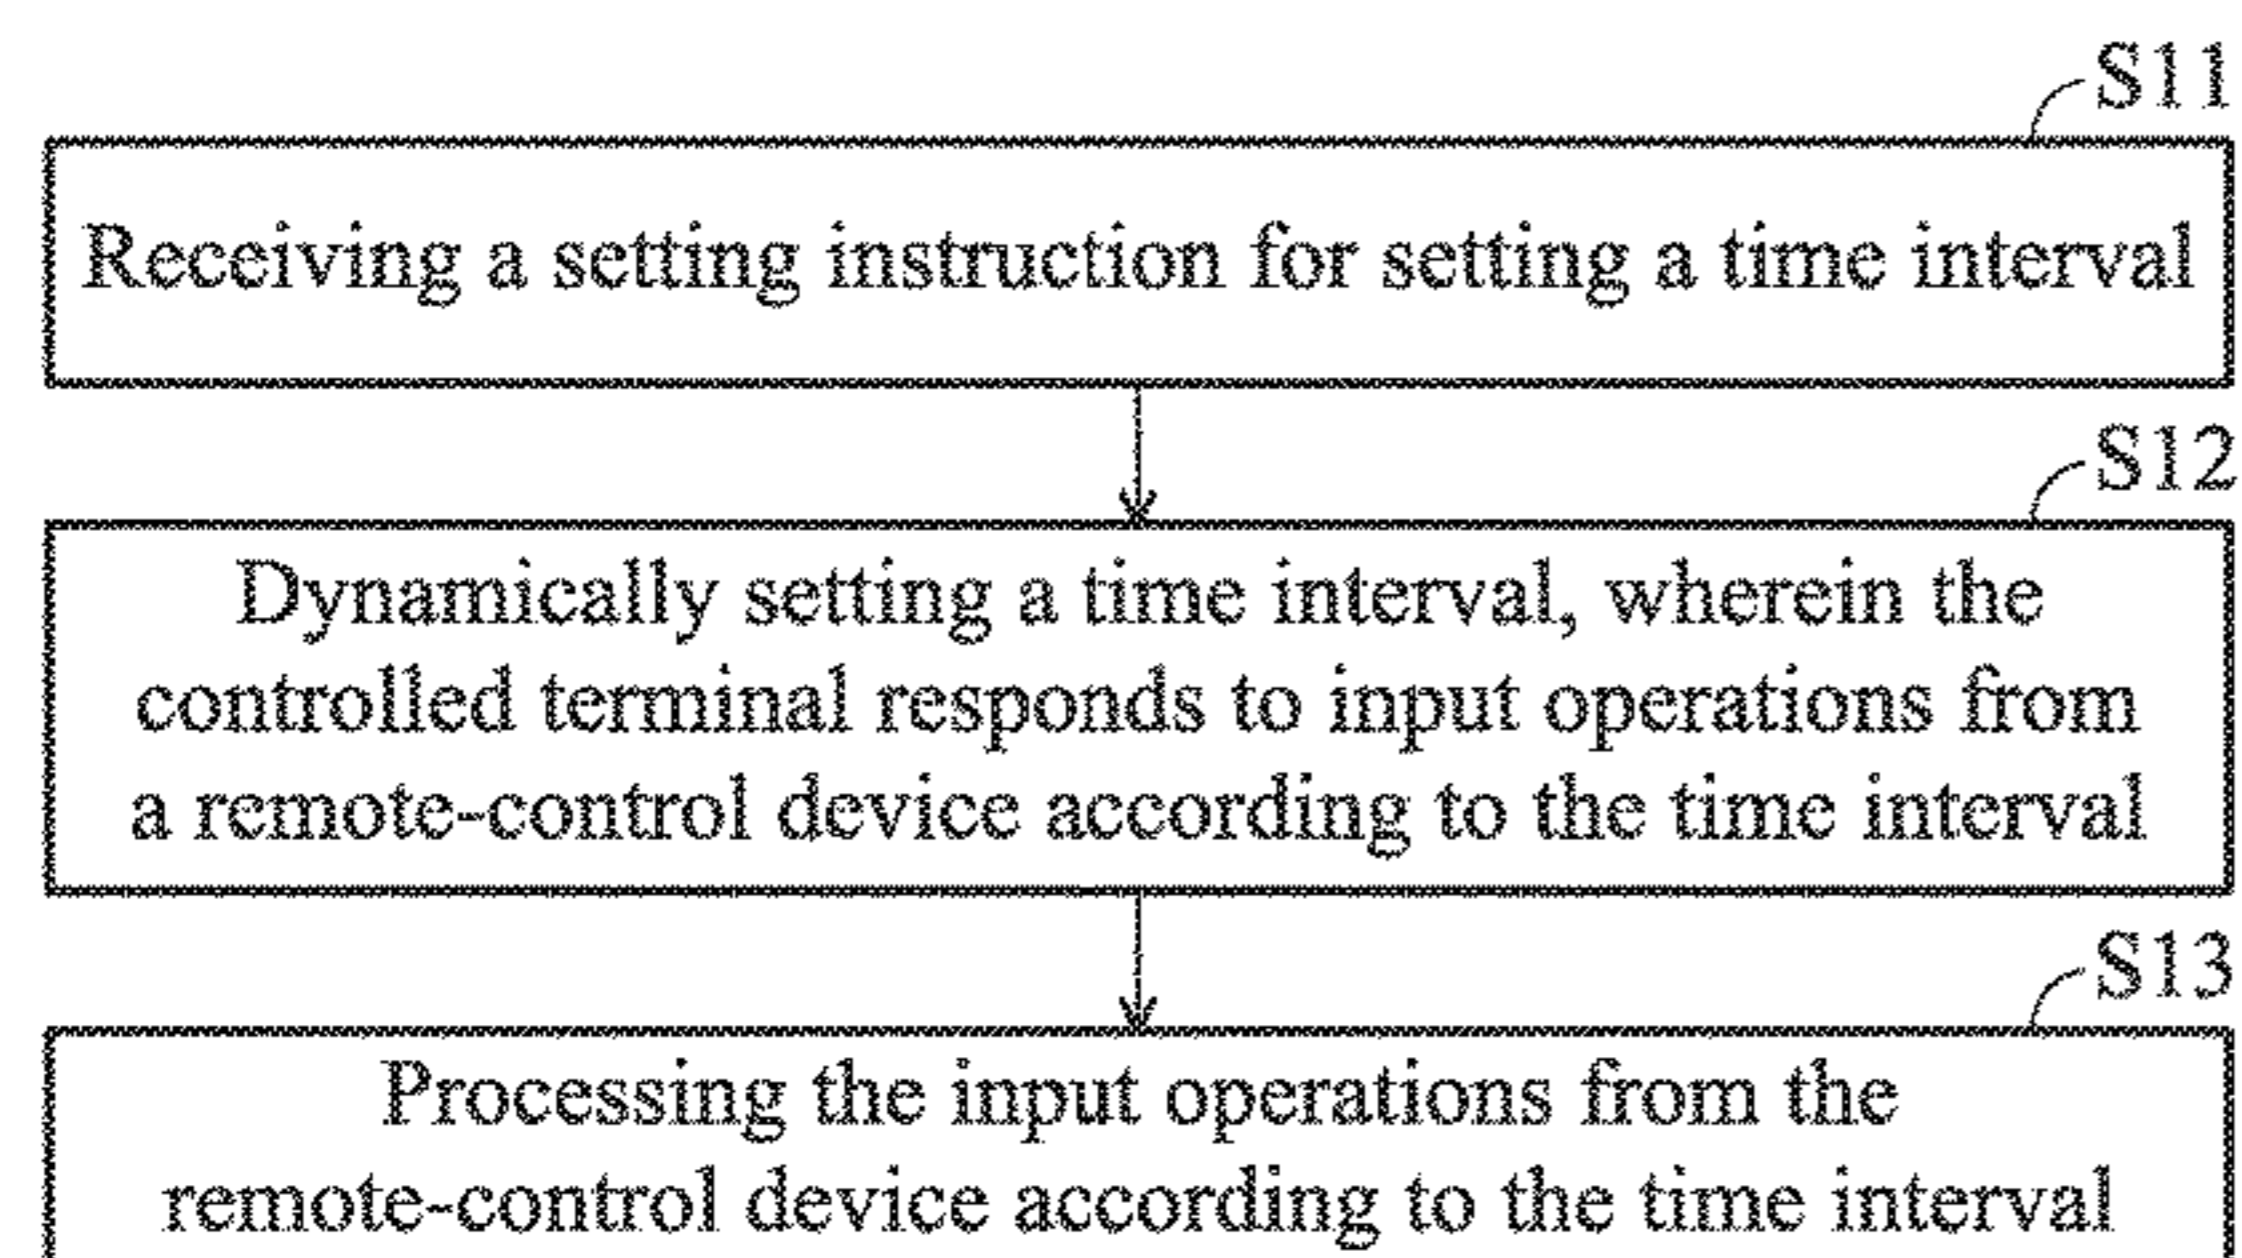 S11
Receiving a setting instruction for setting a time interval
S12
Dynamically setting a time interval, wherein the
controlled terminal responds to input operations from
a remote-control device according to the time interval
S13
Processing the input operations from the
remote-control device according to the time interval